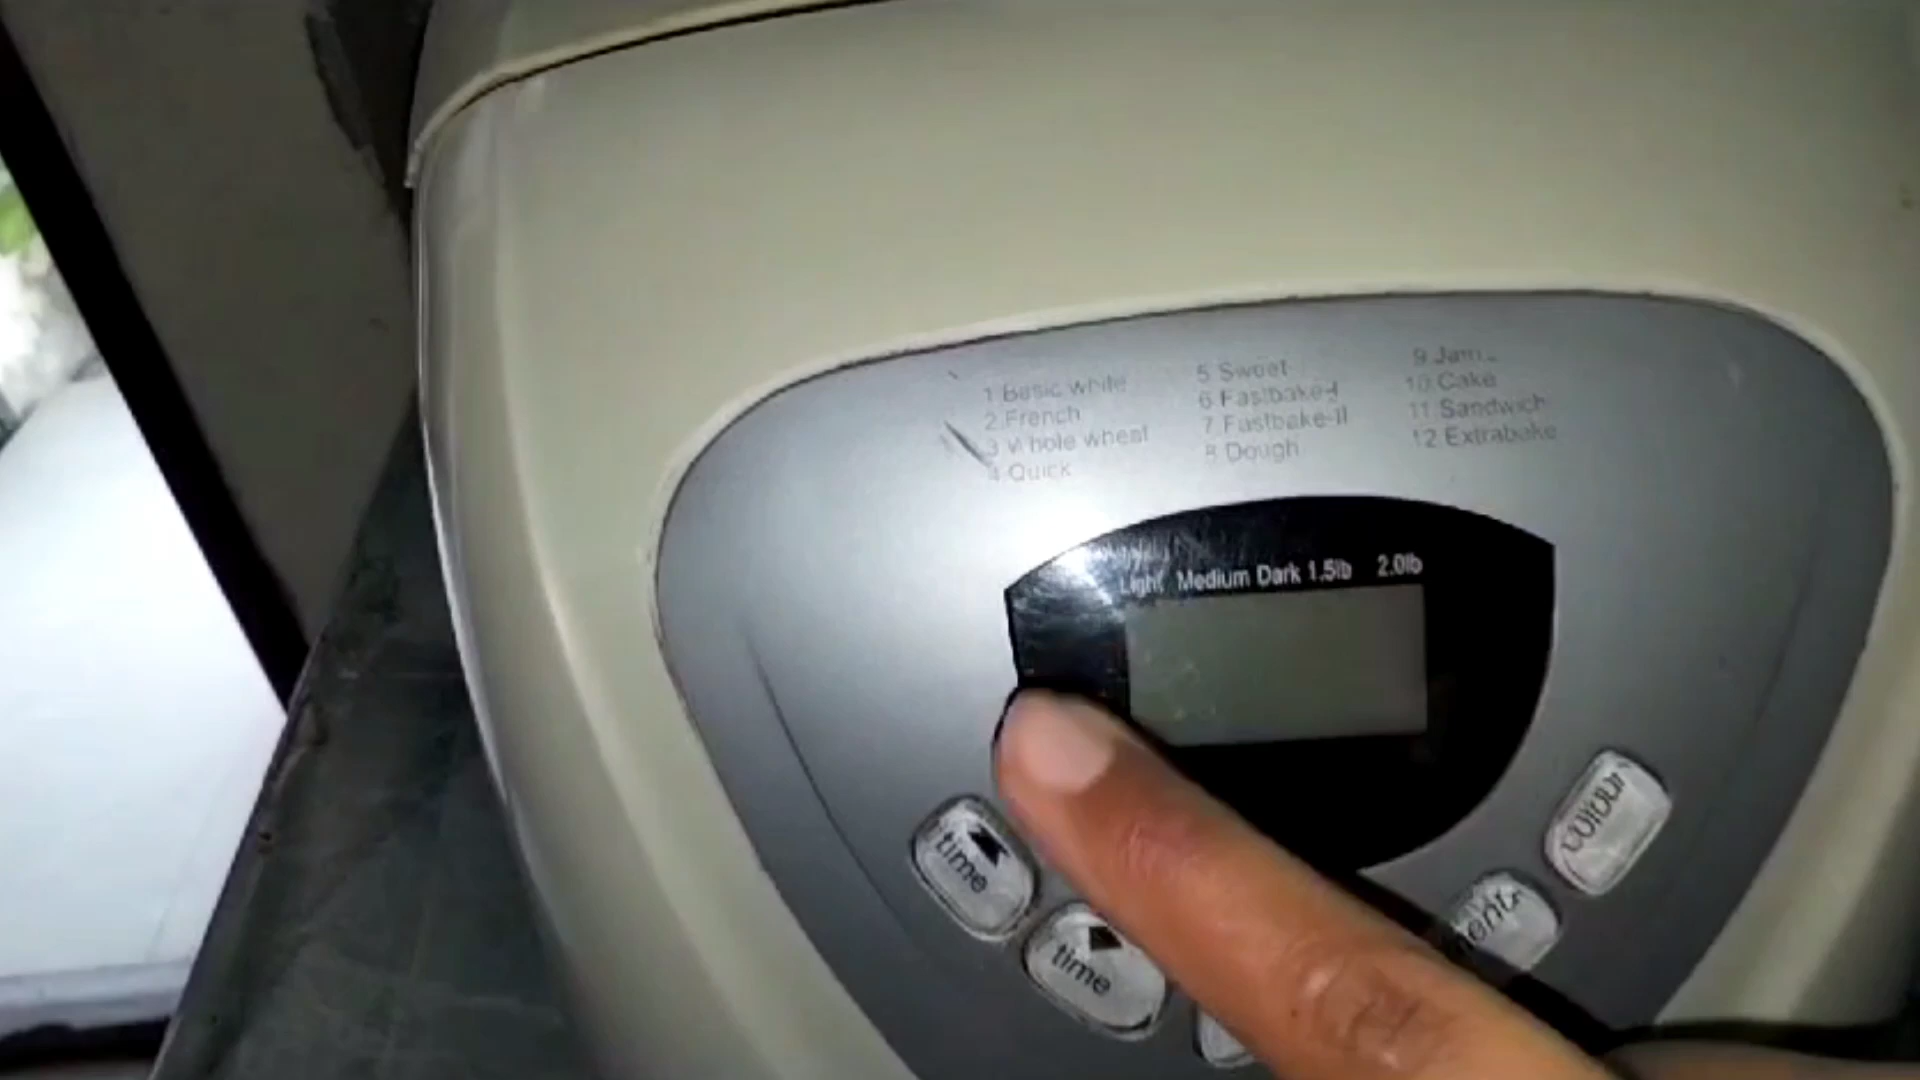 1 Basic white
2 French
3 Whole wheat
4 Quick
5 Sweet
6 Fastbake-I
7 Fastbake-II
8 Dough
9 Jam
10 Cake
11 Sandwich
12 Extrabake
Light Medium Dark 1.5lb 2.0lb
time
time
colour